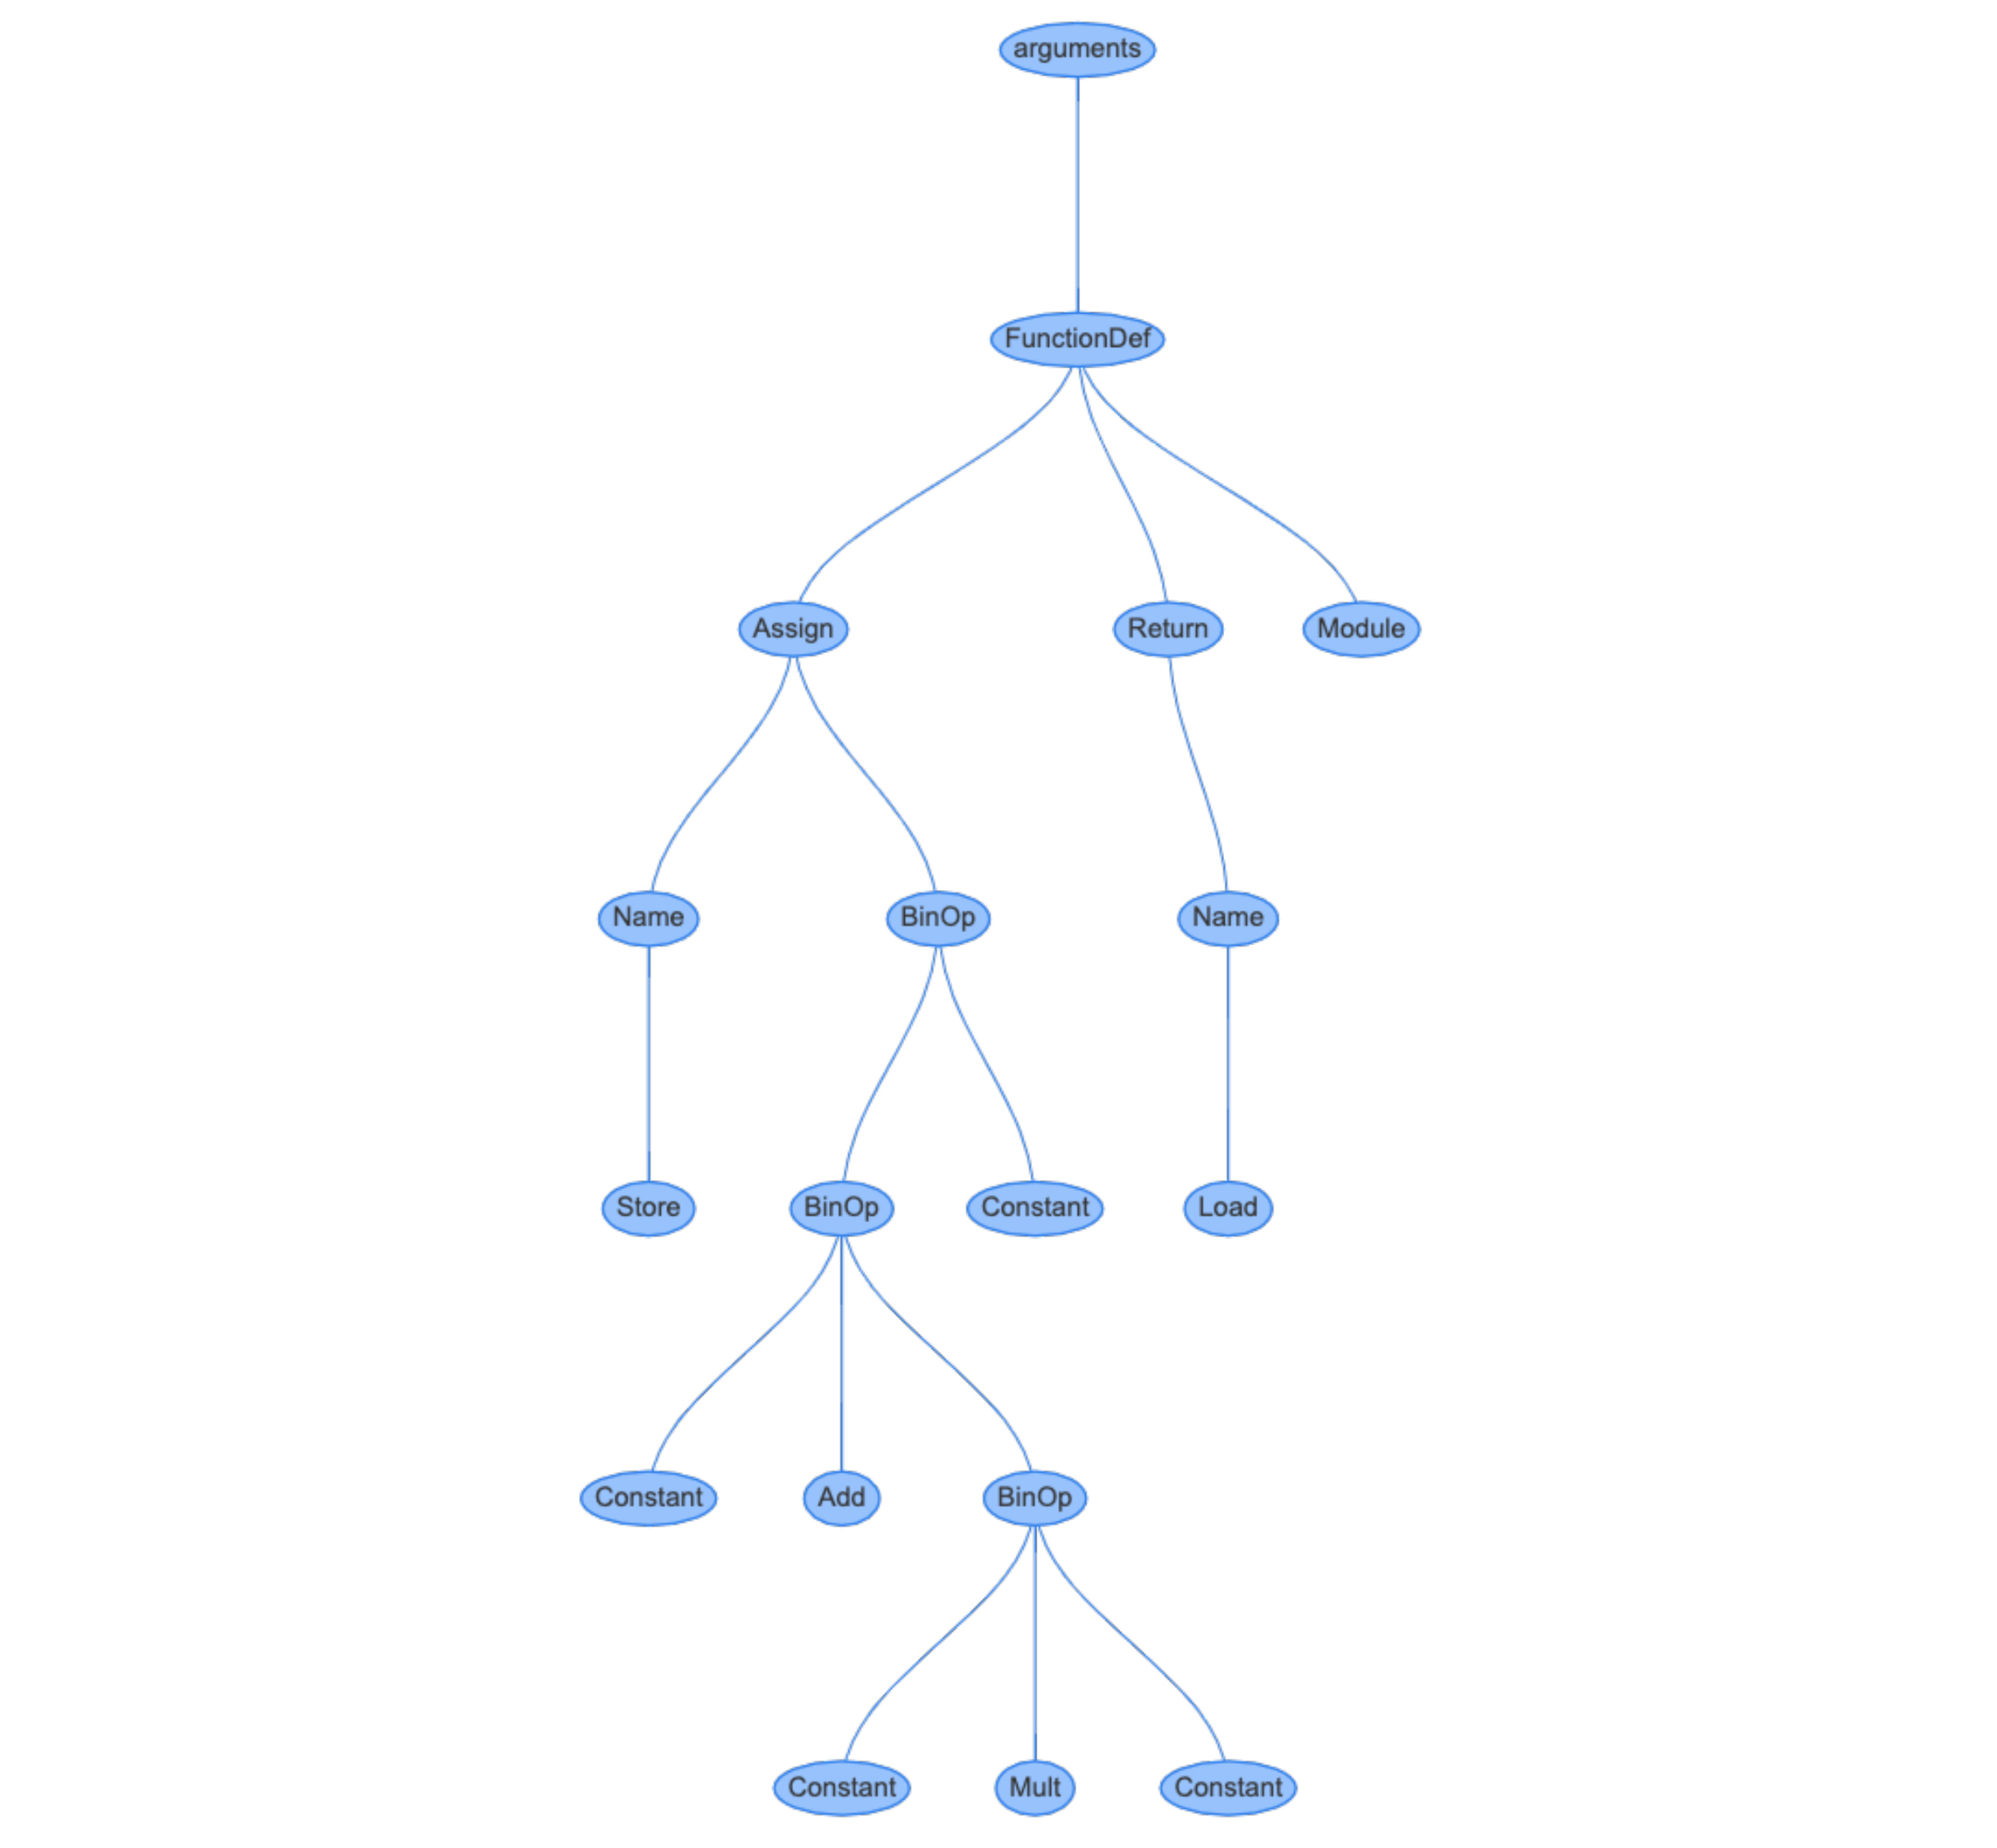 arguments
FunctionDef
Assign
Return
Module
Name
BinOp
Name
Store
BinOp
Constant
Load
Constant
Add
BinOp
Constant
Mult
Constant